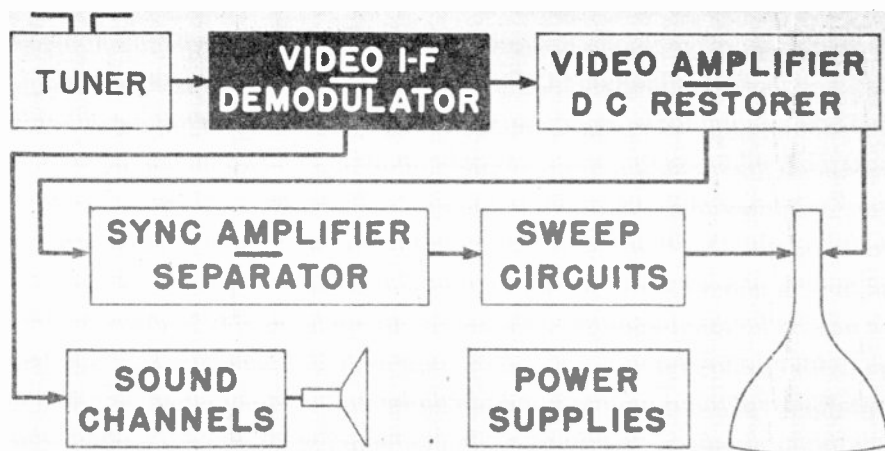 TUNER
VIDEO I-F
DEMODULATOR
VIDEO AMPLIFIER
D C RESTORER
SYNC AMPLIFIER
SEPARATOR
SWEEP
CIRCUITS
SOUND
CHANNELS
POWER
SUPPLIES